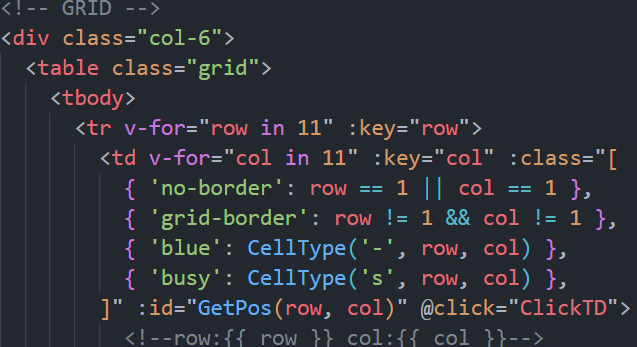 <!-- GRID -->
<div class="col-6">
<table class="grid">
<tbody>
<tr v-for="row in 11" :key="row">
<td v-for="col in 11" :key="col" :class="[
{ 'no-border': row == 1 || col == 1 },
{ 'grid-border': row != 1 && col != 1 },
{ 'blue': CellType('-', row, col) },
{ 'busy': CellType('s', row, col) },
]" :id="GetPos(row, col)" @click="ClickTD">
<!--row:{{ row }} col:{{ col }}-->